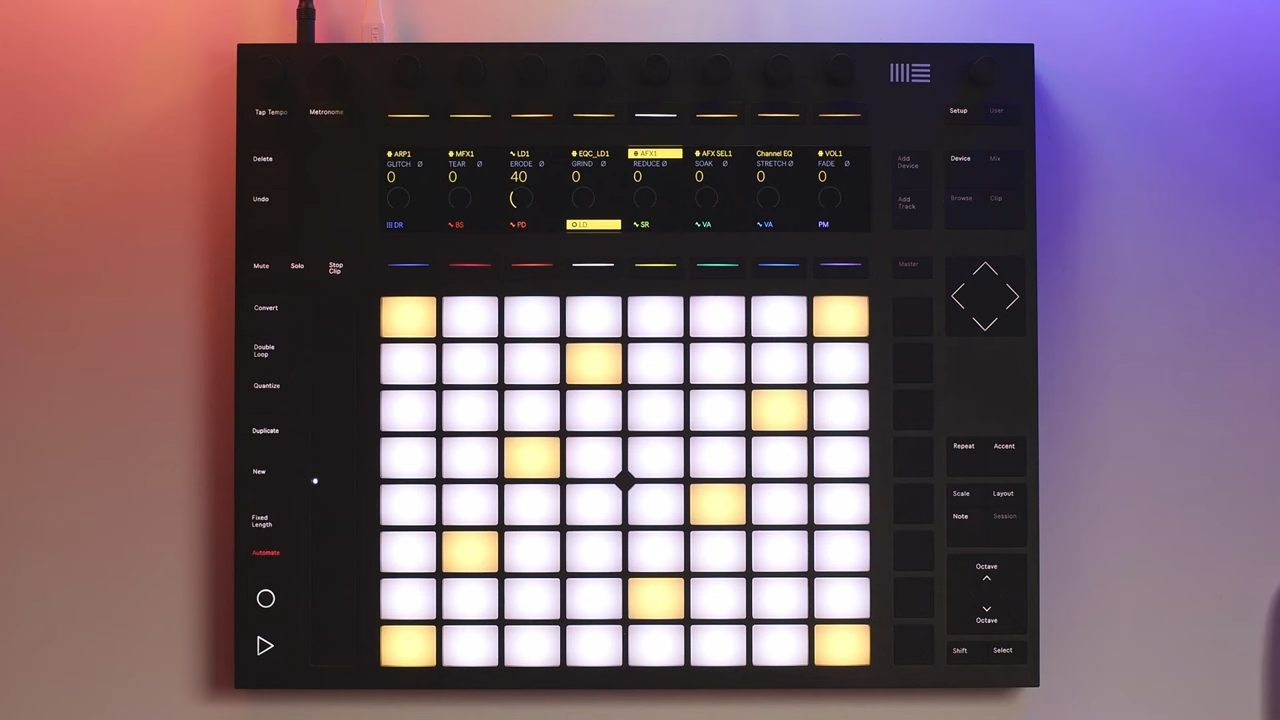 Tap Tempo
Metronome
Setup
User
ARP1
MFX1
LD1
EQC_LD1
AFX1
AFX SEL1
Channel EQ
VOL1
GLITCH Ø
TEAR Ø
ERODE Ø
GRIND Ø
REDUCE Ø
SOAK Ø
STRETCH Ø
FADE Ø
0
0
40
0
0
0
0
0
DR
BS
PD
LD
SR
VA
VA
PM
Delete
Undo
Add
Device
Add
Track
Device
Mix
Browse
Clip
Mute
Solo
Stop
Clip
Master
Convert
Double
Loop
Quantize
Duplicate
New
Fixed
Length
Automate
Repeat
Accent
Scale
Layout
Note
Session
Octave
Octave
Shift
Select